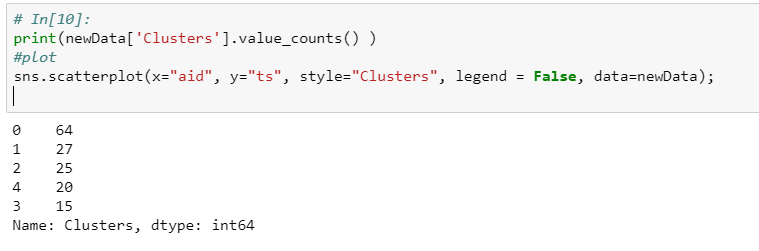 # In[10]:
print(newData['Clusters'].value_counts() )
#plot
sns.scatterplot(x="aid", y="ts", style="Clusters", legend = False, data=newData);
0    64
1    27
2    25
4    20
3    15
Name: Clusters, dtype: int64